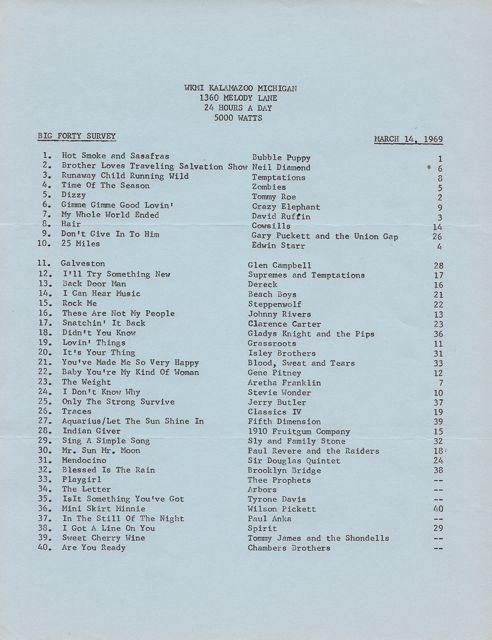 WKMI KALAMAZOO MICHIGAN
1360 MELODY LANE
24 HOURS A DAY
5000 WATTS
BIG FORTY SURVEY MARCH 14, 1969
1. Hot Smoke and Sasafras Bubble Puppy 1
2. Brother Loves Traveling Salvation Show Neil Diamond * 6
3. Runaway Child Running Wild Temptations 8
4. Time Of The Season Zombies 5
5. Dizzy Tommy Roe 2
6. Gimme Gimme Good Lovin' Crazy Elephant 9
7. My Whole World Ended David Ruffin 3
8. Hair Cowsills 14
9. Don't Give In To Him Gary Puckett and the Union Gap 26
10. 25 Miles Edwin Starr 4
11. Galveston Glen Campbell 28
12. I'll Try Something New Supremes and Temptations 17
13. Back Door Man Dereck 16
14. I Can Hear Music Beach Boys 21
15. Rock Me Steppenwolf 22
16. These Are Not My People Johnny Rivers 13
17. Snatchin' It Back Clarence Carter 23
18. Didn't You Know Gladys Knight and the Pips 36
19. Lovin' Things Grassroots 11
20. It's Your Thing Isley Brothers 31
21. You've Made Me So Very Happy Blood, Sweat and Tears 33
22. Baby You're My Kind Of Woman Gene Pitney 12
23. The Weight Aretha Franklin 7
24. I Don't Know Why Stevie Wonder 10
25. Only The Strong Survive Jerry Butler 37
26. Traces Classics IV 19
27. Aquarius/Let The Sun Shine In Fifth Dimension 39
28. Indian Giver 1910 Fruitgum Company 15
29. Sing A Simple Song Sly and Family Stone 32
30. Mr. Sun Mr. Moon Paul Revere and the Raiders 18
31. Mendocino Sir Douglas Quintet 24
32. Blessed Is The Rain Brooklyn Bridge 38
33. Playgirl Thee Prophets --
34. The Letter Arbors --
35. IsIt Something You've Got Tyrone Davis --
36. Mini Skirt Minnie Wilson Pickett 40
37. In The Still Of The Night Paul Anka --
38. I Got A Line On You Spirit 29
39. Sweet Cherry Wine Tommy James and the Shondells --
40. Are You Ready Chambers Brothers --